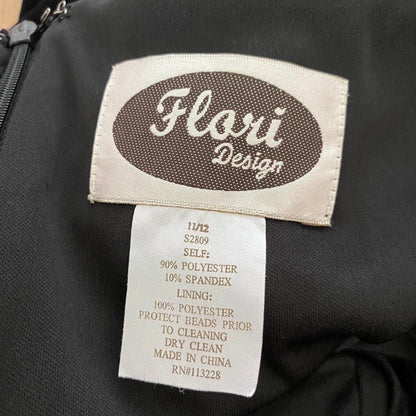 Flori
Design
11/12
S2809
SELF:
90% POLYESTER
10% SPANDEX
LINING:
100% POLYESTER
PROTECT BEADS PRIOR
TO CLEANING
DRY CLEAN
MADE IN CHINA
RN#113228